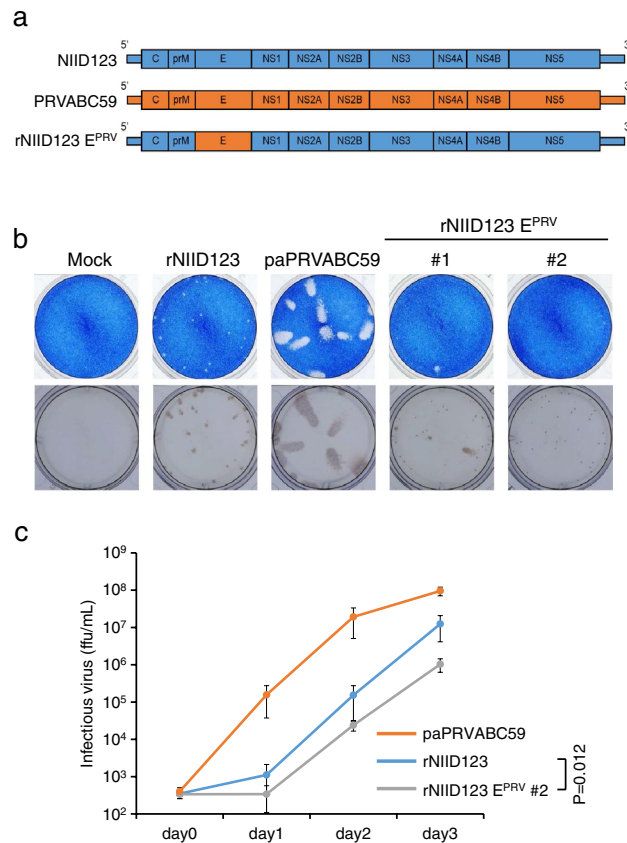 a
5' 3'
NIID123 C prM E NS1 NS2A NS2B NS3 NS4A NS4B NS5
5' 3'
PRVABC59 C prM E NS1 NS2A NS2B NS3 NS4A NS4B NS5
5'
rNIID123 E^PRV C prM E NS1 NS2A NS2B NS3 NS4A NS4B NS5
rNIID123 E^PRV
b
Mock rNIID123 paPRVABC59 #1 #2
c
Infectious virus (ffu/mL)
10^9
10^8
10^7
10^6
10^5
10^4
10^3
10^2
day0 day1 day2 day3
paPRVABC59
rNIID123
rNIID123 E^PRV #2
P=0.012